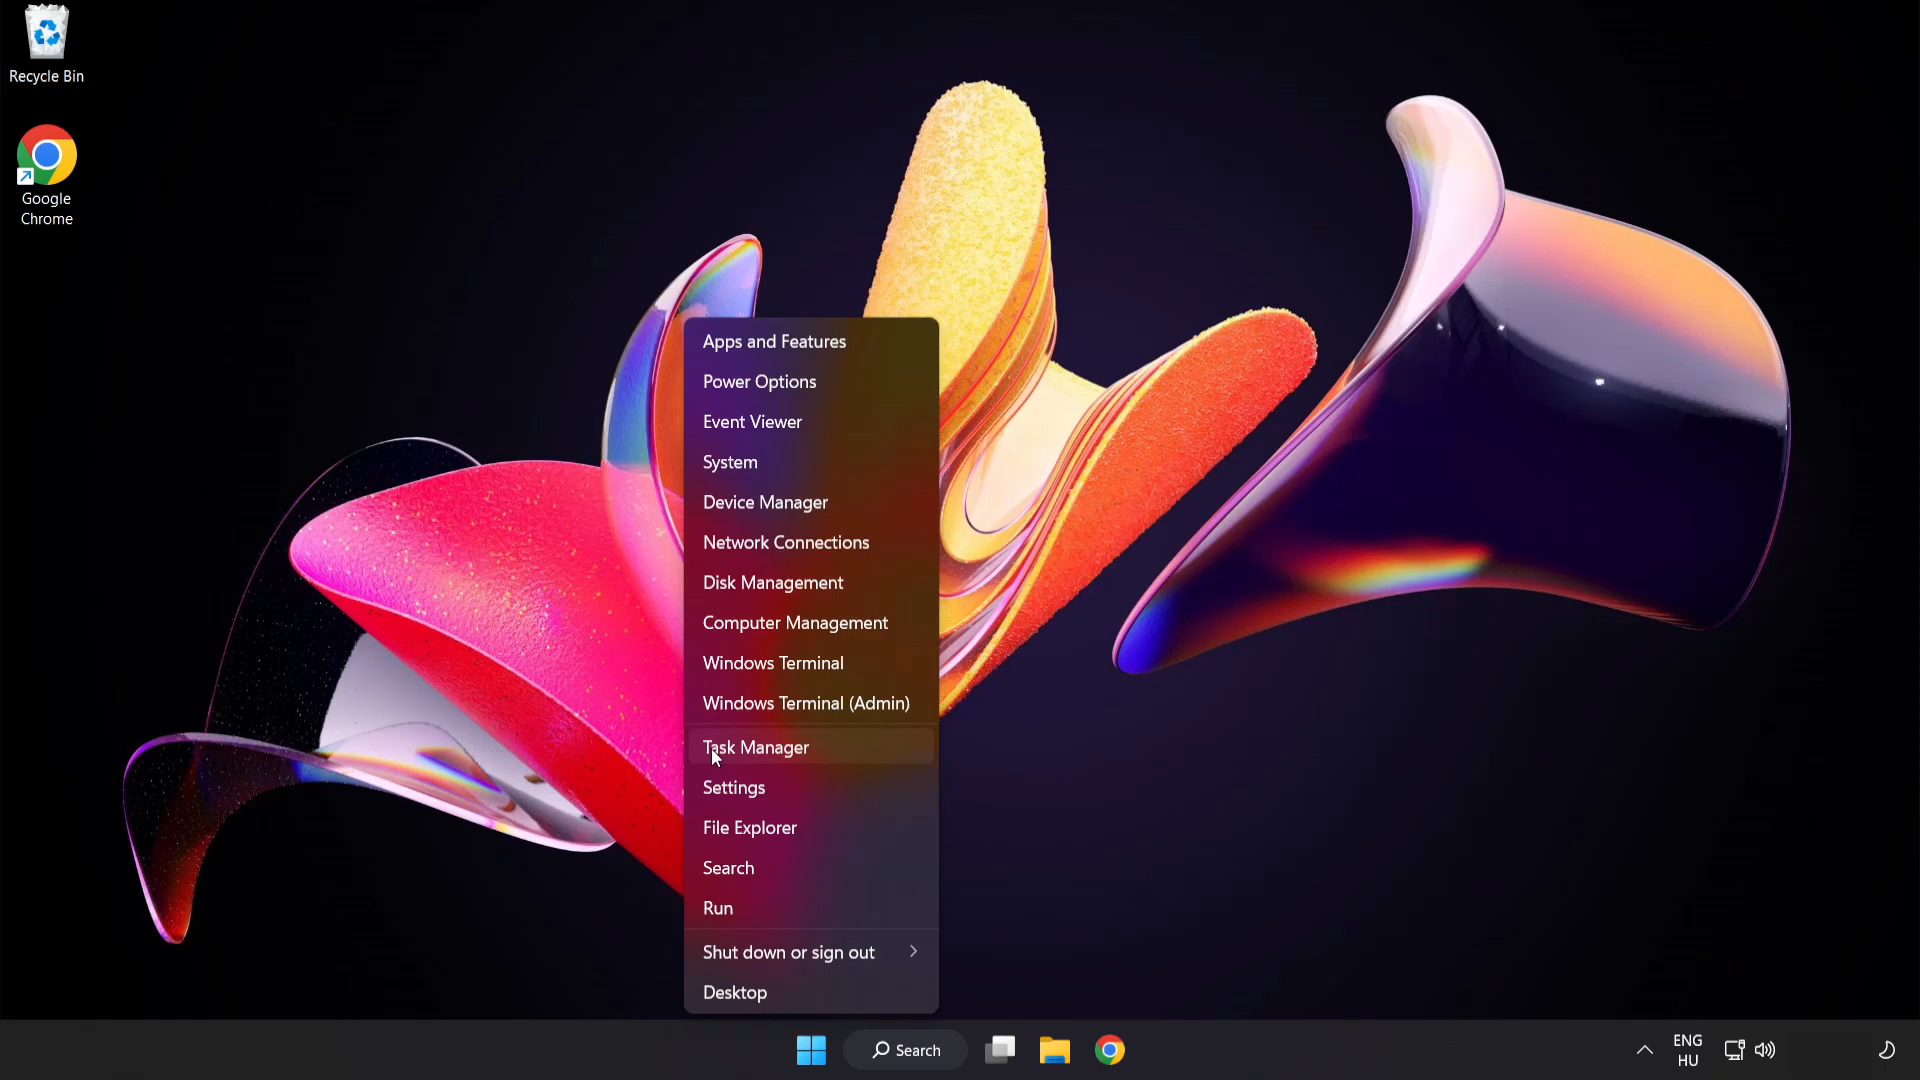 Recycle Bin
Google
Chrome
Apps and Features
Power Options
Event Viewer
System
Device Manager
Network Connections
Disk Management
Computer Management
Windows Terminal
Windows Terminal (Admin)
Task Manager
Settings
File Explorer
Search
Run
Shut down or sign out
Desktop
Search
ENG
HU